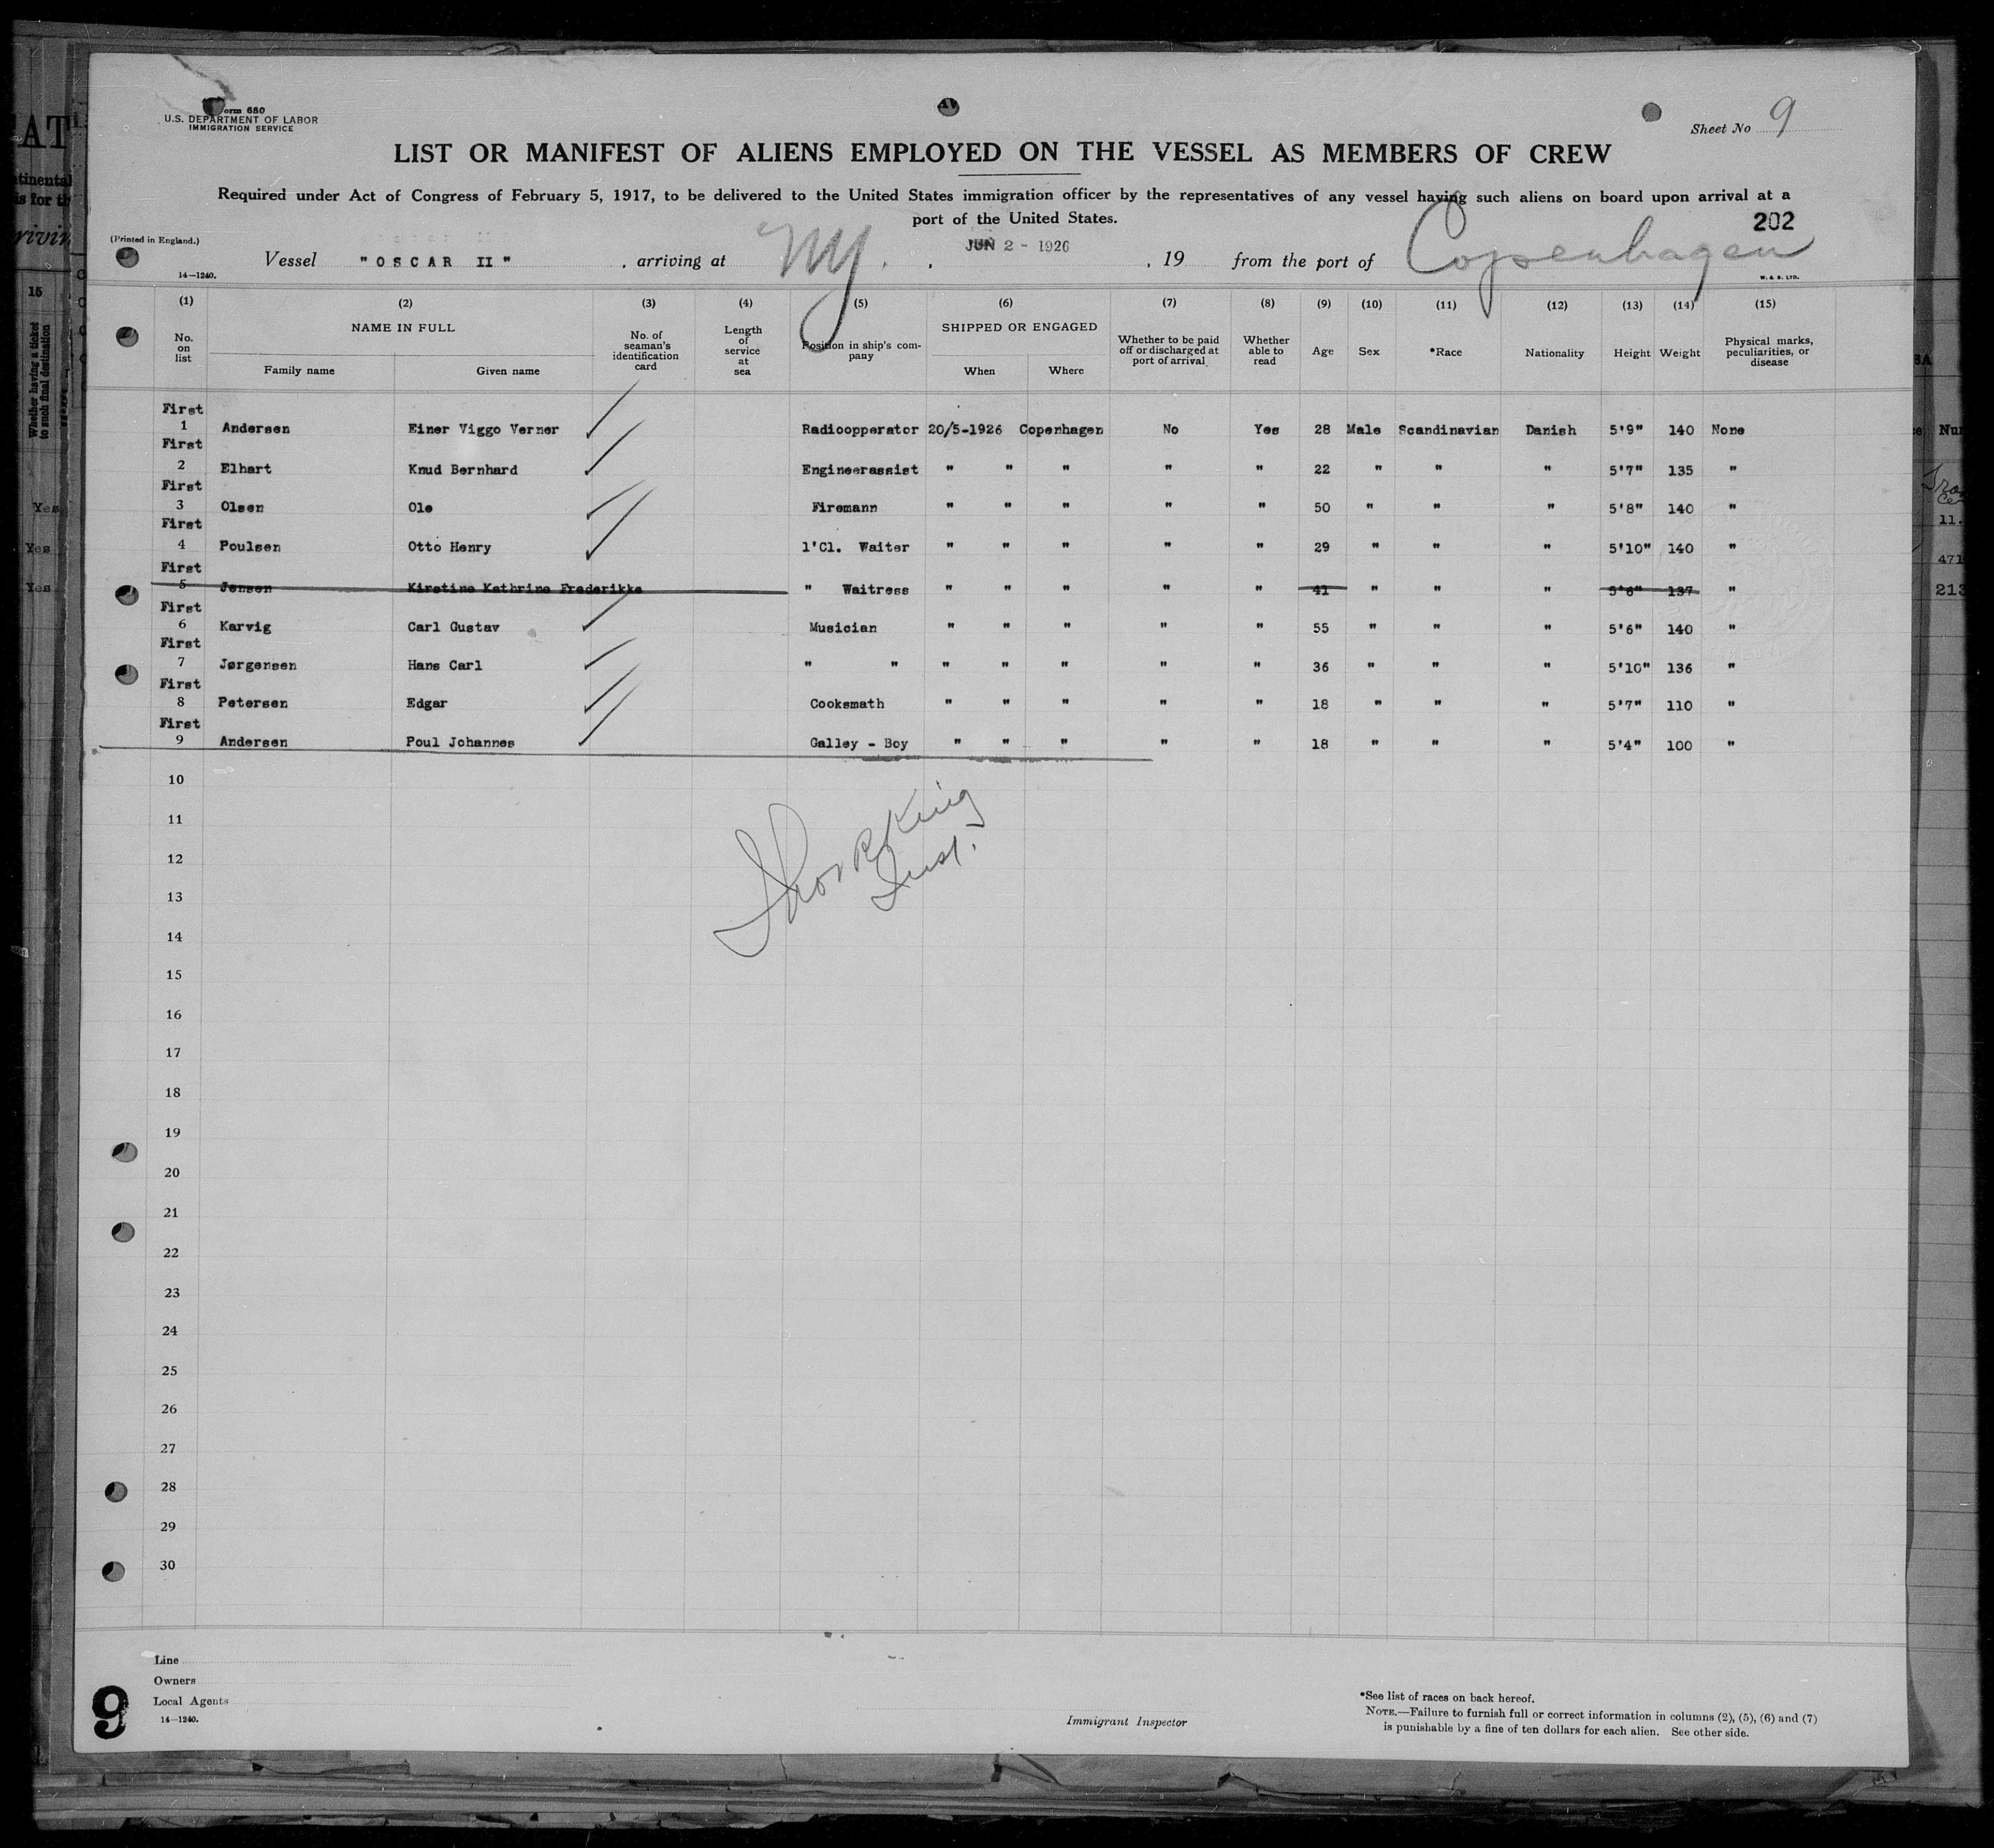 Form 680
U.S. DEPARTMENT OF LABOR
IMMIGRATION SERVICE
Sheet No 9
LIST OR MANIFEST OF ALIENS EMPLOYED ON THE VESSEL AS MEMBERS OF CREW
Required under Act of Congress of February 5, 1917, to be delivered to the United States immigration officer by the representatives of any vessel having such aliens on board upon arrival at a
port of the United States.
202
(Printed in England.)
Vessel "OSCAR II", arriving at NY., JUN 2 - 1926, 19 from the port of Copenhagen
14—1240.
W. & S. LTD.
(1) (2) (3) (4) (5) (6) (7) (8) (9) (10) (11) (12) (13) (14) (15)
No. on list NAME IN FULL Family name Given name No. of seaman's identification card Length of service at sea Position in ship's company SHIPPED OR ENGAGED When Where Whether to be paid off or discharged at port of arrival Whether able to read Age Sex *Race Nationality Height Weight Physical marks, peculiarities, or disease
First
1 Andersen Einer Viggo Verner Radioopperator 20/5-1926 Copenhagen No Yes 28 Male Scandinavian Danish 5'9" 140 None
First
2 Elhart Knud Bernhard Engineerassist " " " " " 22 " " " 5'7" 135 "
First
3 Olsen Ole Firemann " " " " " 50 " " " 5'8" 140 "
First
4 Poulsen Otto Henry 1'Cl. Waiter " " " " " 29 " " " 5'10" 140 "
First
5 Jensen Kirstine Kathrine Frederikke " Waitress " " " " " 41 " " " 5'6" 137 "
First
6 Karvig Carl Gustav Musician " " " " " 55 " " " 5'6" 140 "
First
7 Jørgensen Hans Carl " " " " " " " 36 " " " 5'10" 136 "
First
8 Petersen Edgar Cooksmath " " " " " 18 " " " 5'7" 110 "
First
9 Andersen Poul Johannes Galley - Boy " " " " " 18 " " " 5'4" 100 "
10
11
12
13
14
15
16
17
18
19
20
21
22
23
24
25
26
27
28
29
30
Thos R King
Inst.
Line
Owners
Local Agents
14—1240.
9
Immigrant Inspector
*See list of races on back hereof.
NOTE.—Failure to furnish full or correct information in columns (2), (5), (6) and (7)
is punishable by a fine of ten dollars for each alien. See other side.